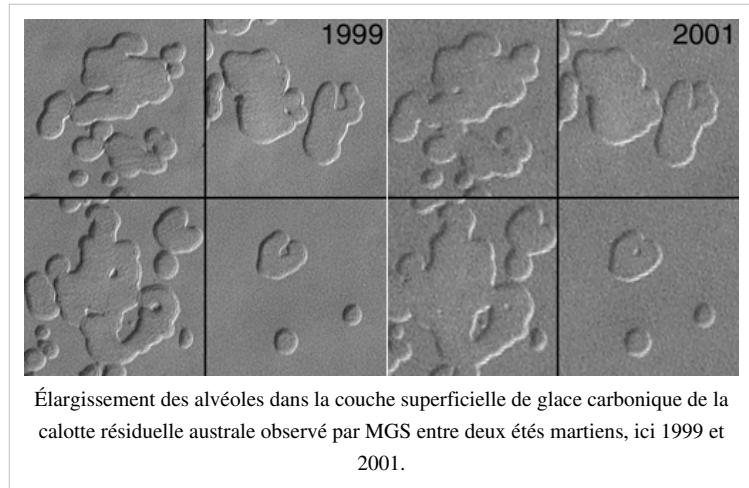 1999
2001
Élargissement des alvéoles dans la couche superficielle de glace carbonique de la
calotte résiduelle australe observé par MGS entre deux étés martiens, ici 1999 et
2001.